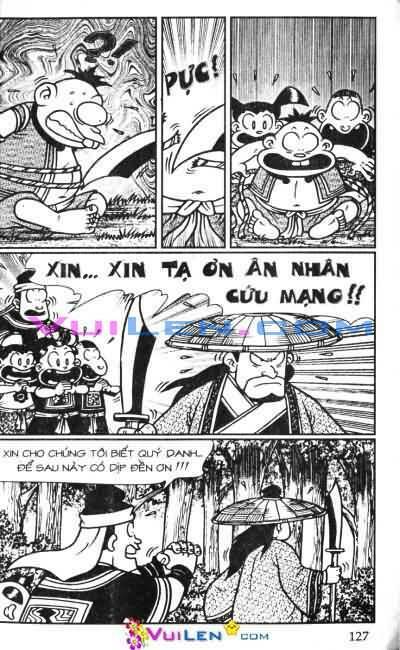 ?!
PỰC!
XIN... XIN TẠ ƠN ÂN NHÂN
CỨU MẠNG!!
VUILEN.COM
XIN CHO CHÚNG TÔI BIẾT QUÝ DANH...
ĐỂ SAU NÀY CÓ DỊP ĐỀN ƠN!!!
127
VUILEN.COM